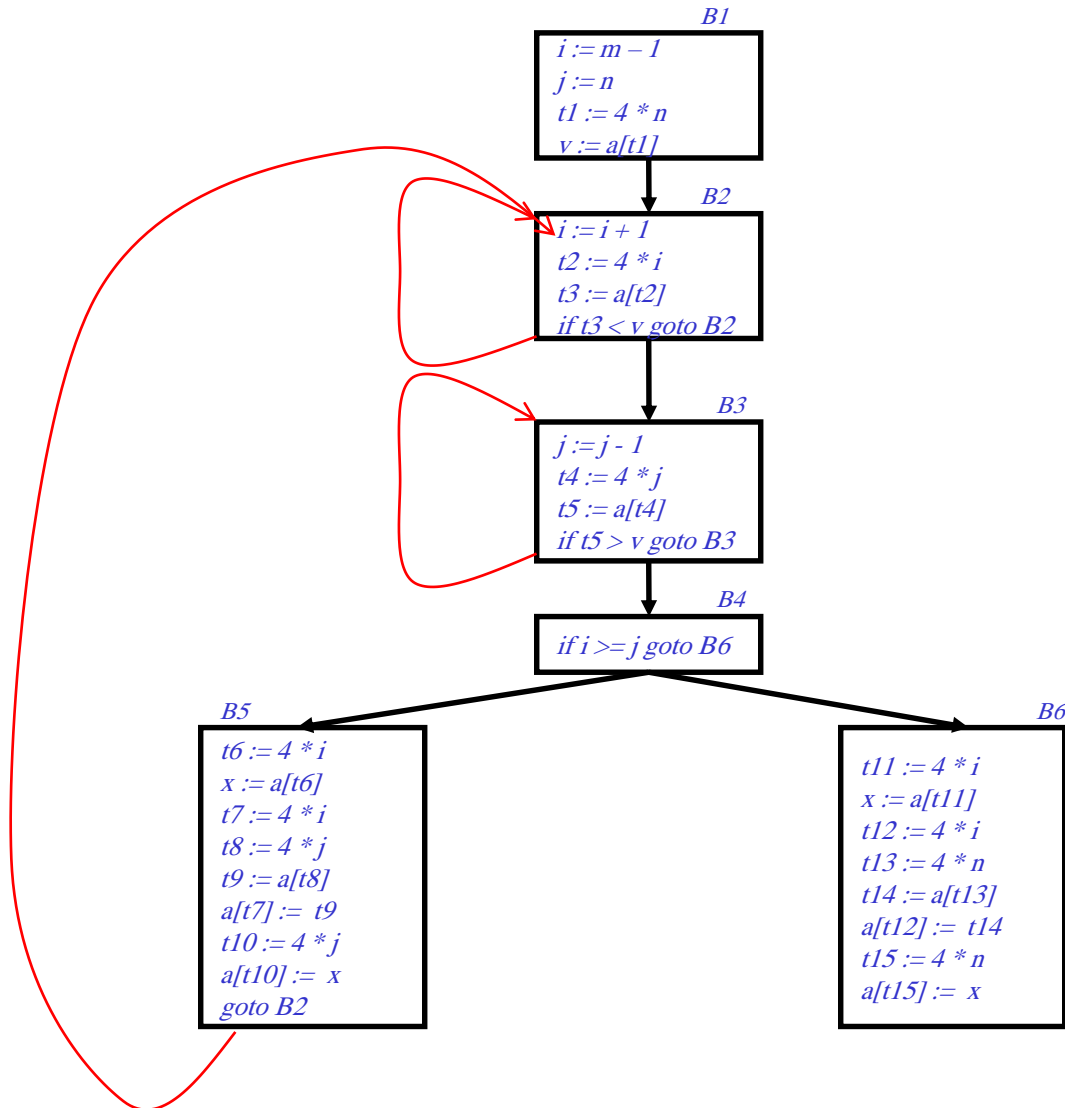 B1
i := m – 1
j := n
t1 := 4 * n
v := a[t1]
B2
i := i + 1
t2 := 4 * i
t3 := a[t2]
if t3 < v goto B2
B3
j := j - 1
t4 := 4 * j
t5 := a[t4]
if t5 > v goto B3
B4
if i >= j goto B6
B5
t6 := 4 * i
x := a[t6]
t7 := 4 * i
t8 := 4 * j
t9 := a[t8]
a[t7] := t9
t10 := 4 * j
a[t10] := x
goto B2
B6
t11 := 4 * i
x := a[t11]
t12 := 4 * i
t13 := 4 * n
t14 := a[t13]
a[t12] := t14
t15 := 4 * n
a[t15] := x